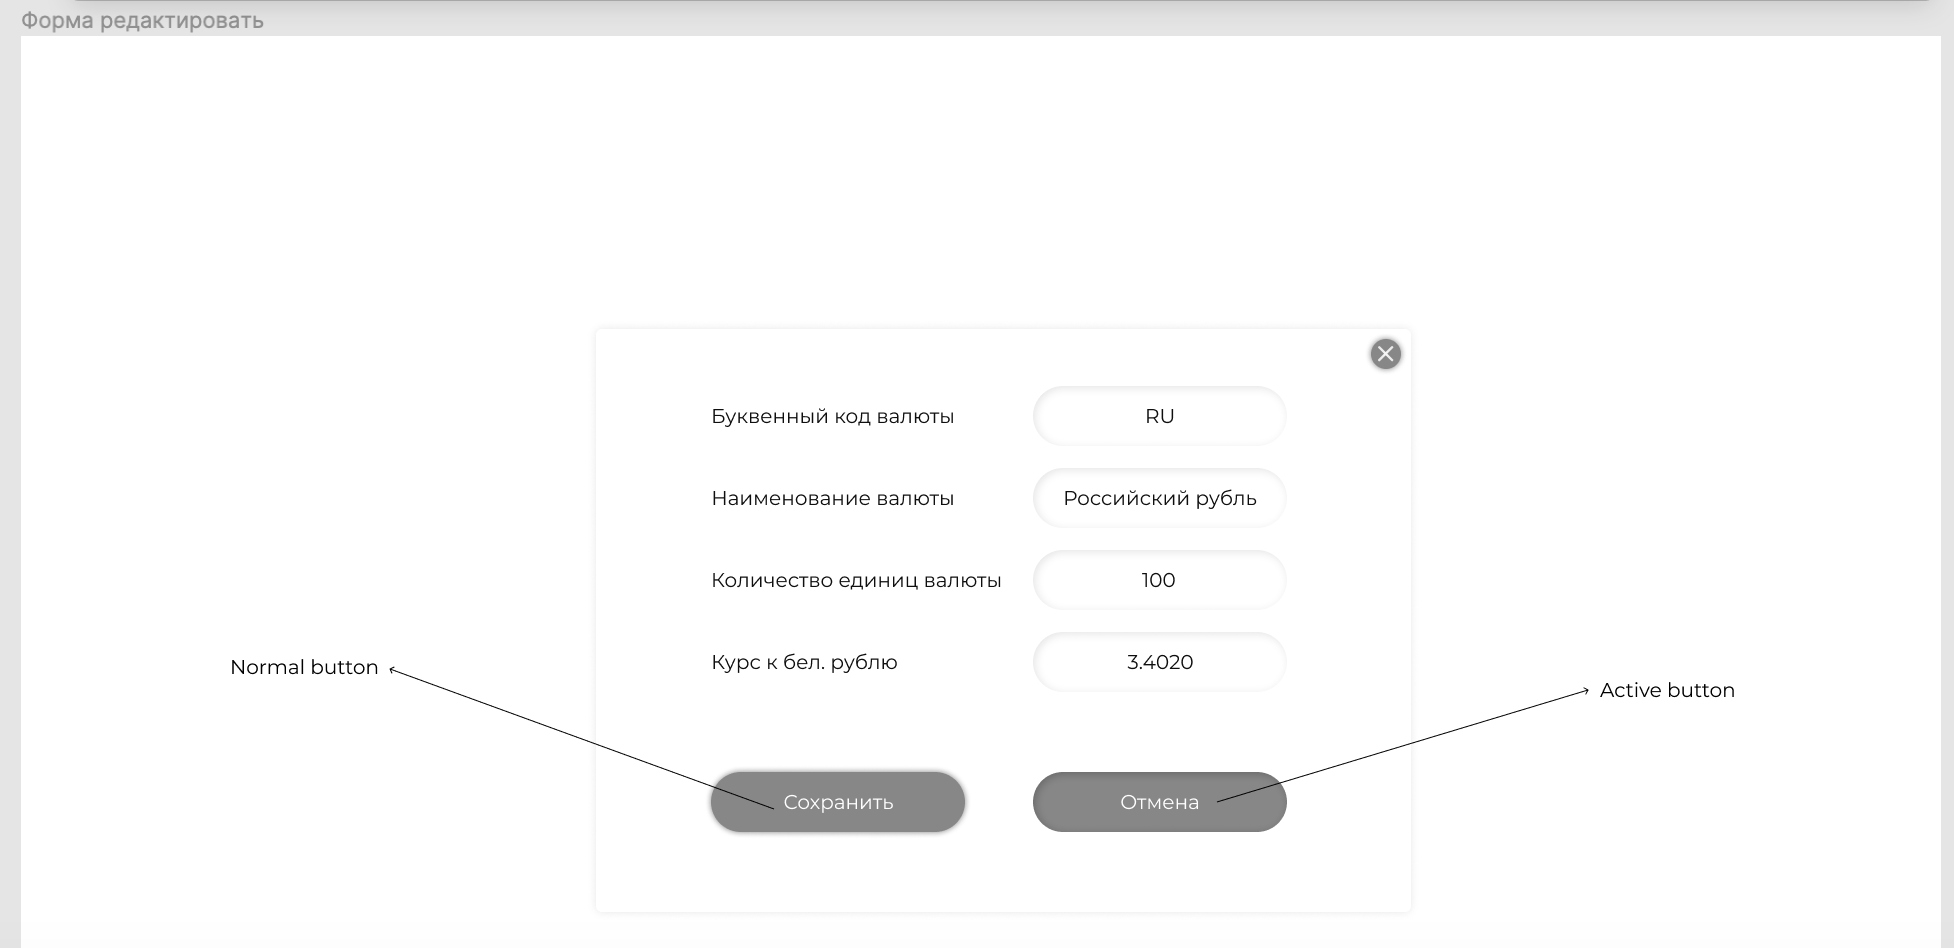 Форма редактировать
Буквенный код валюты
RU
Наименование валюты
Российский рубль
Количество единиц валюты
100
Курс к бел. рублю
3.4020
Normal button
Active button
Сохранить
Отмена